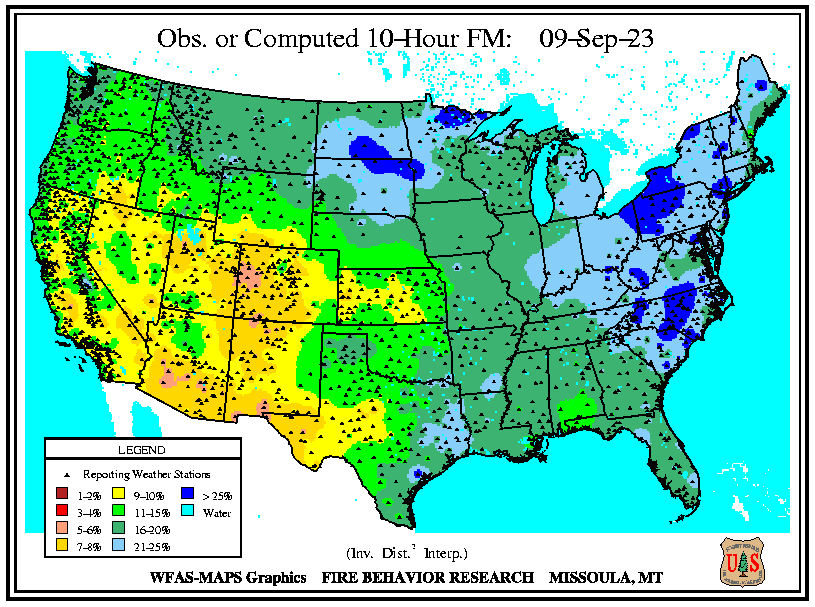 Obs. or Computed 10-Hour FM: 09-Sep-23
LEGEND
Reporting Weather Stations
1-2% 9-10% > 25%
3-4% 11-15% Water
5-6% 16-20%
7-8% 21-25%
(Inv. Dist.² Interp.)
WFAS-MAPS Graphics FIRE BEHAVIOR RESEARCH MISSOULA, MT
U S